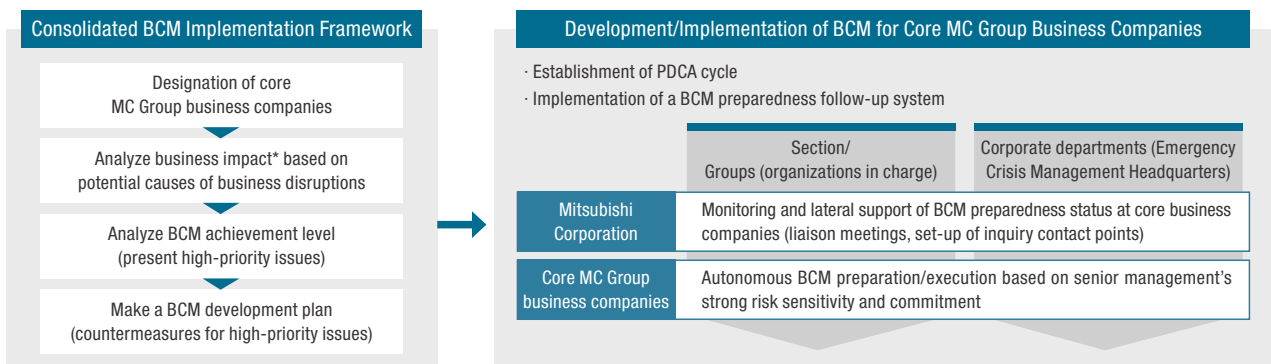 Consolidated BCM Implementation Framework
Designation of core
MC Group business companies
Analyze business impact* based on
potential causes of business disruptions
Analyze BCM achievement level
(present high-priority issues)
Make a BCM development plan
(countermeasures for high-priority issues)
Development/Implementation of BCM for Core MC Group Business Companies
· Establishment of PDCA cycle
· Implementation of a BCM preparedness follow-up system
Section/
Groups (organizations in charge)
Corporate departments (Emergency
Crisis Management Headquarters)
Mitsubishi
Corporation
Monitoring and lateral support of BCM preparedness status at core business
companies (liaison meetings, set-up of inquiry contact points)
Core MC Group
business companies
Autonomous BCM preparation/execution based on senior management’s
strong risk sensitivity and commitment